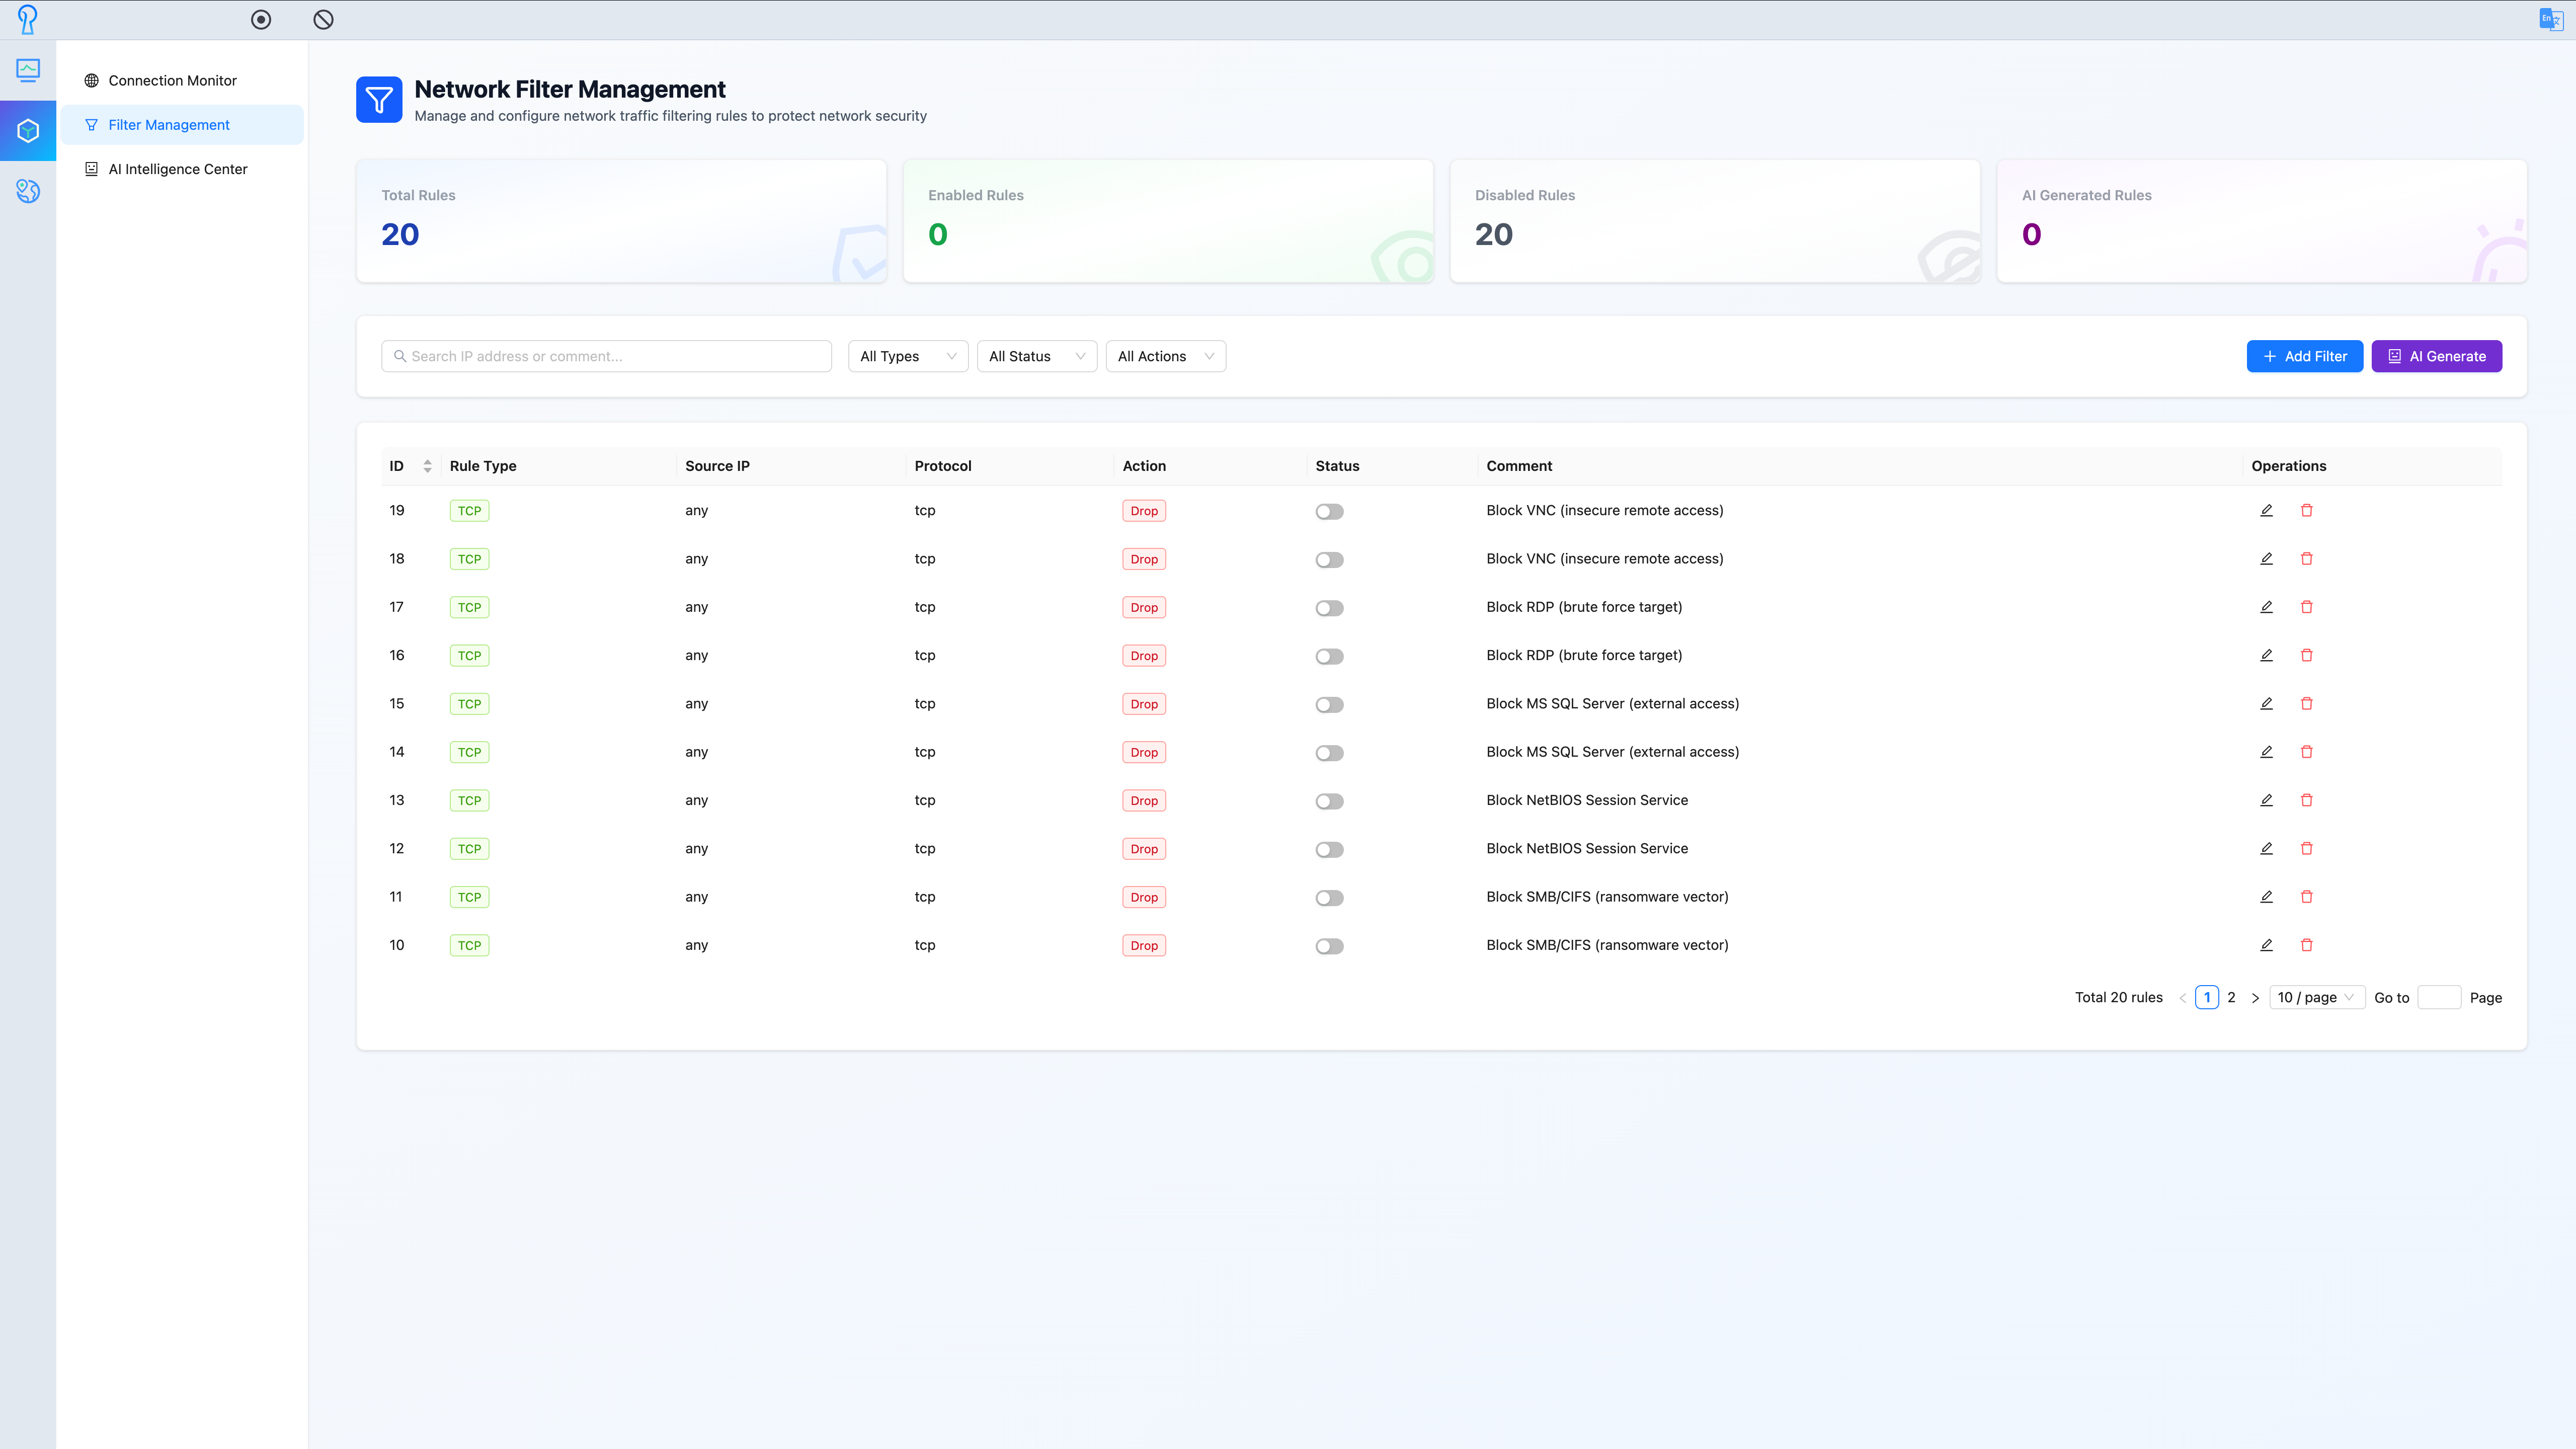 En 文
Connection Monitor
Filter Management
AI Intelligence Center
Network Filter Management
Manage and configure network traffic filtering rules to protect network security
Total Rules
20
Enabled Rules
0
Disabled Rules
20
AI Generated Rules
0
Search IP address or comment...
All Types
All Status
All Actions
Add Filter
AI Generate
ID Rule Type Source IP Protocol Action Status Comment Operations
19 TCP any tcp Drop Block VNC (insecure remote access)
18 TCP any tcp Drop Block VNC (insecure remote access)
17 TCP any tcp Drop Block RDP (brute force target)
16 TCP any tcp Drop Block RDP (brute force target)
15 TCP any tcp Drop Block MS SQL Server (external access)
14 TCP any tcp Drop Block MS SQL Server (external access)
13 TCP any tcp Drop Block NetBIOS Session Service
12 TCP any tcp Drop Block NetBIOS Session Service
11 TCP any tcp Drop Block SMB/CIFS (ransomware vector)
10 TCP any tcp Drop Block SMB/CIFS (ransomware vector)
Total 20 rules 1 2 10 / page Go to Page